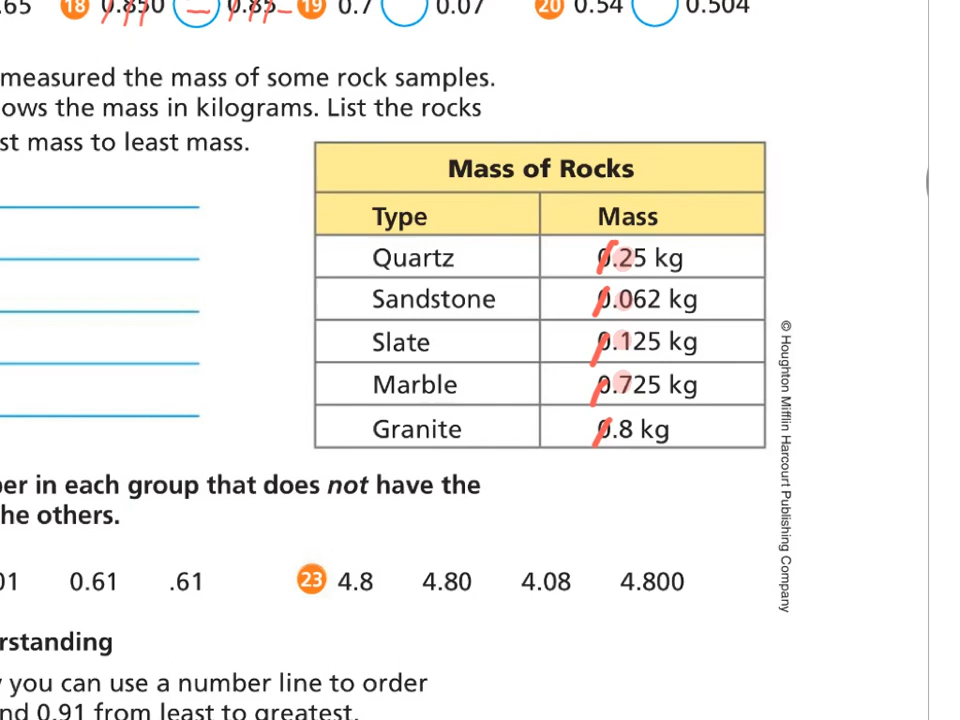 .65 18 0.850 = 0.85 19 0.7 0.07 20 0.54 0.504
measured the mass of some rock samples.
ows the mass in kilograms. List the rocks
st mass to least mass.
Mass of Rocks
Type Mass
Quartz 0.25 kg
Sandstone 0.062 kg
Slate 0.125 kg
Marble 0.725 kg
Granite 0.8 kg
© Houghton Mifflin Harcourt Publishing Company
er in each group that does not have the
he others.
01 0.61 .61 23 4.8 4.80 4.08 4.800
rstanding
you can use a number line to order
nd 0.91 from least to greatest.